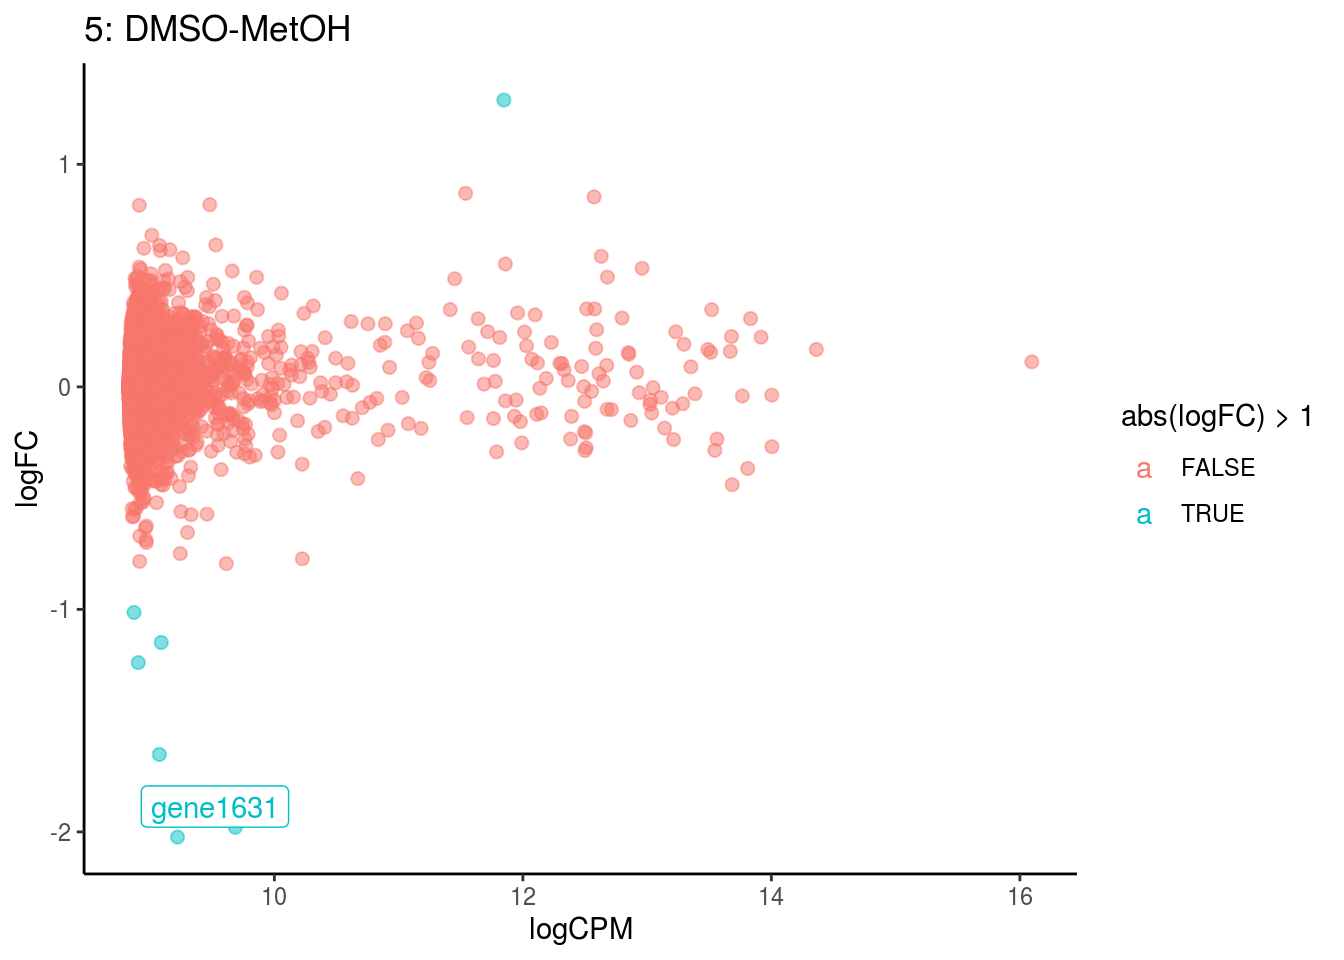 5: DMSO-MetOH
1
0
-1
-2
logFC
gene1631
10
12
14
16
logCPM
abs(logFC) > 1
a FALSE
a TRUE